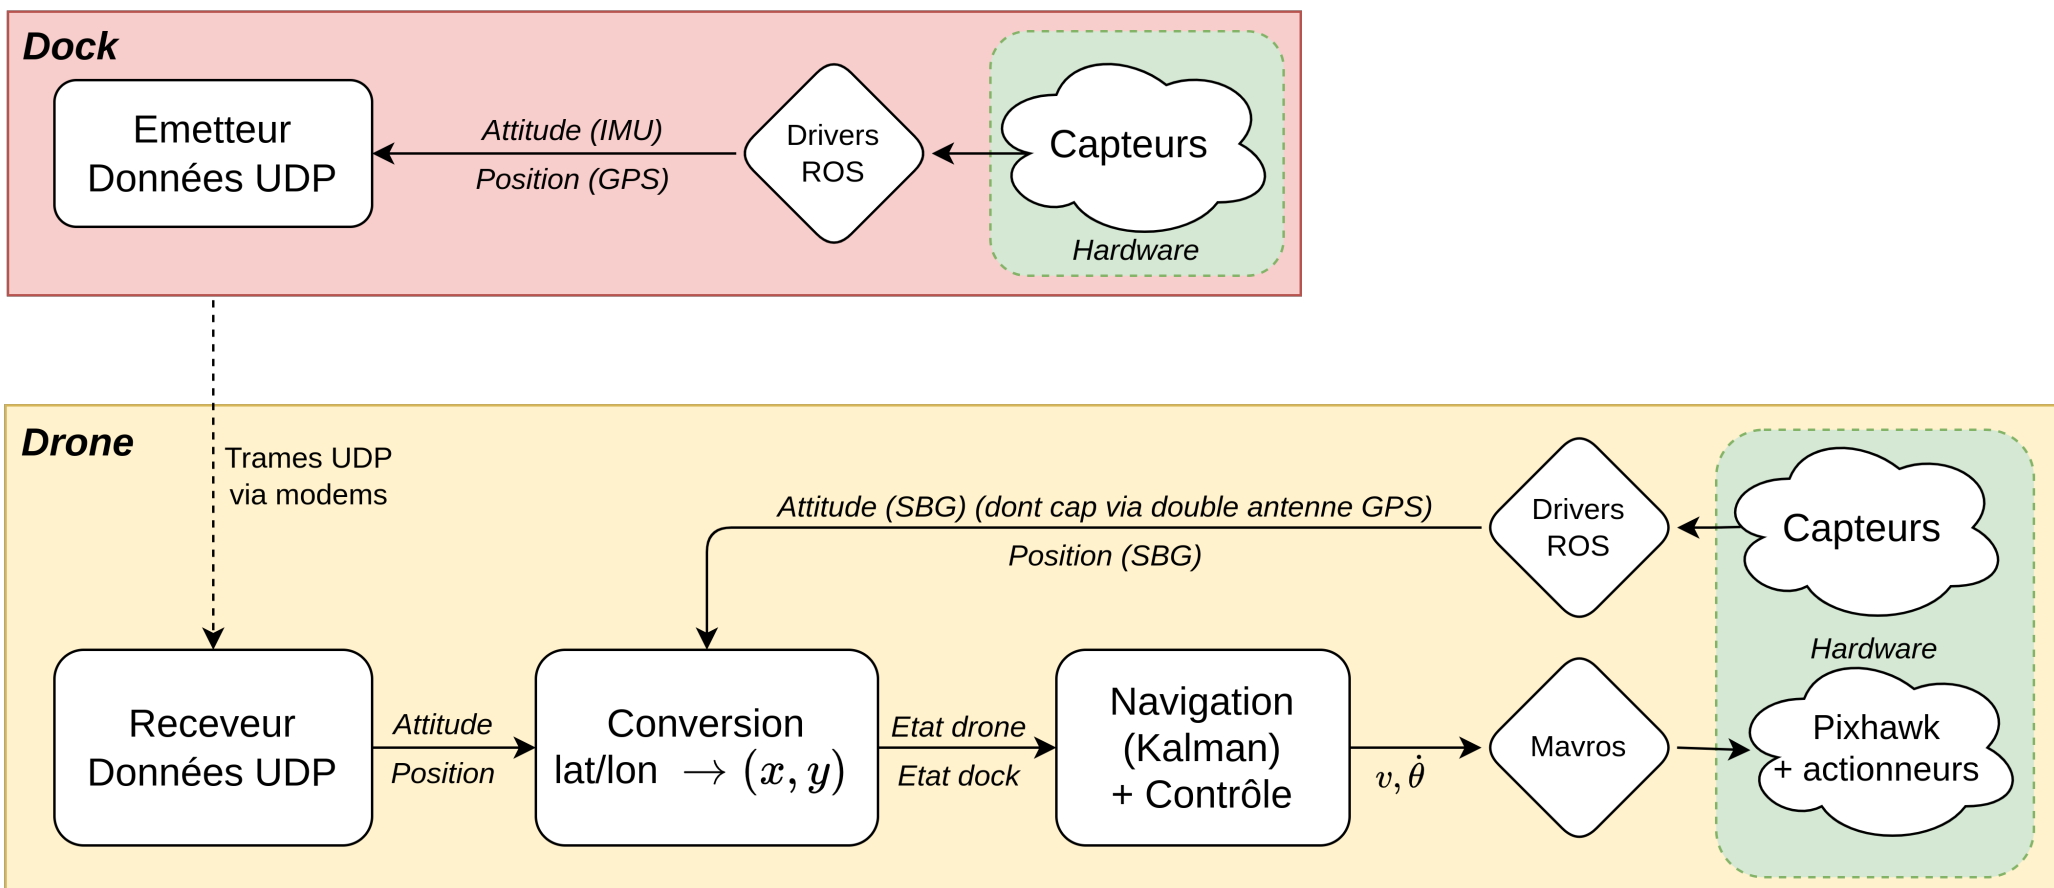 Dock
Emetteur
Données UDP
Attitude (IMU)
Position (GPS)
Drivers
ROS
Capteurs
Hardware
Drone
Trames UDP
via modems
Attitude (SBG) (dont cap via double antenne GPS)
Position (SBG)
Drivers
ROS
Capteurs
Hardware
Receveur
Données UDP
Attitude
Position
Conversion
lat/lon → (x, y)
Etat drone
Etat dock
Navigation
(Kalman)
+ Contrôle
v, θ̇
Mavros
Pixhawk
+ actionneurs